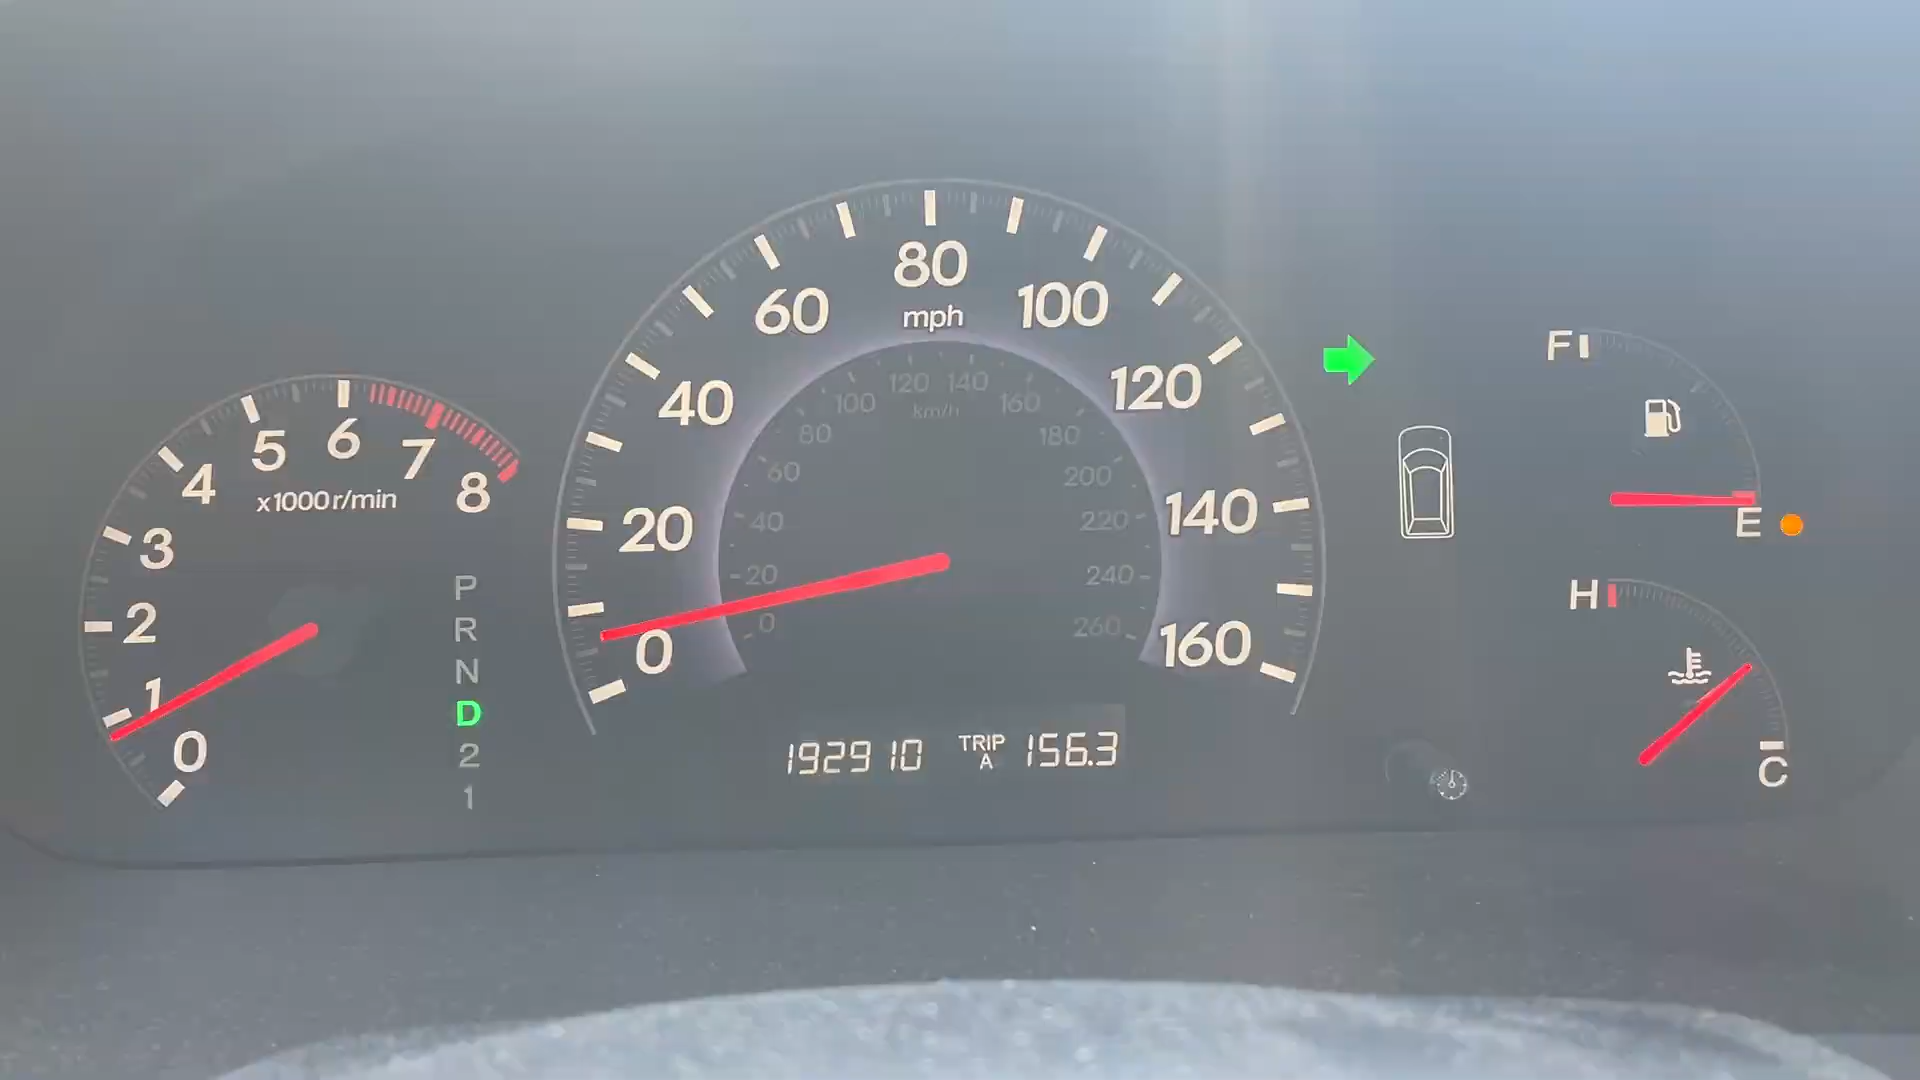 0 1 2 3 4 5 6 7 8
x1000r/min
P
R
N
D
2
1
0 20 40 60 80 100 120 140 160
mph
0 20 40 60 80 100 120 140 160 180 200 220 240 260
km/h
192910 TRIP A 156.3
F
E
H
C